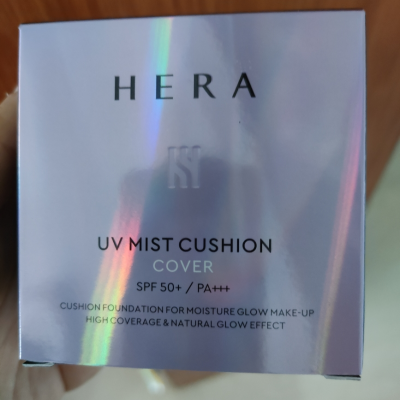 HERA
UV MIST CUSHION
COVER
SPF 50+ / PA+++
CUSHION FOUNDATION FOR MOISTURE GLOW MAKE-UP
HIGH COVERAGE & NATURAL GLOW EFFECT